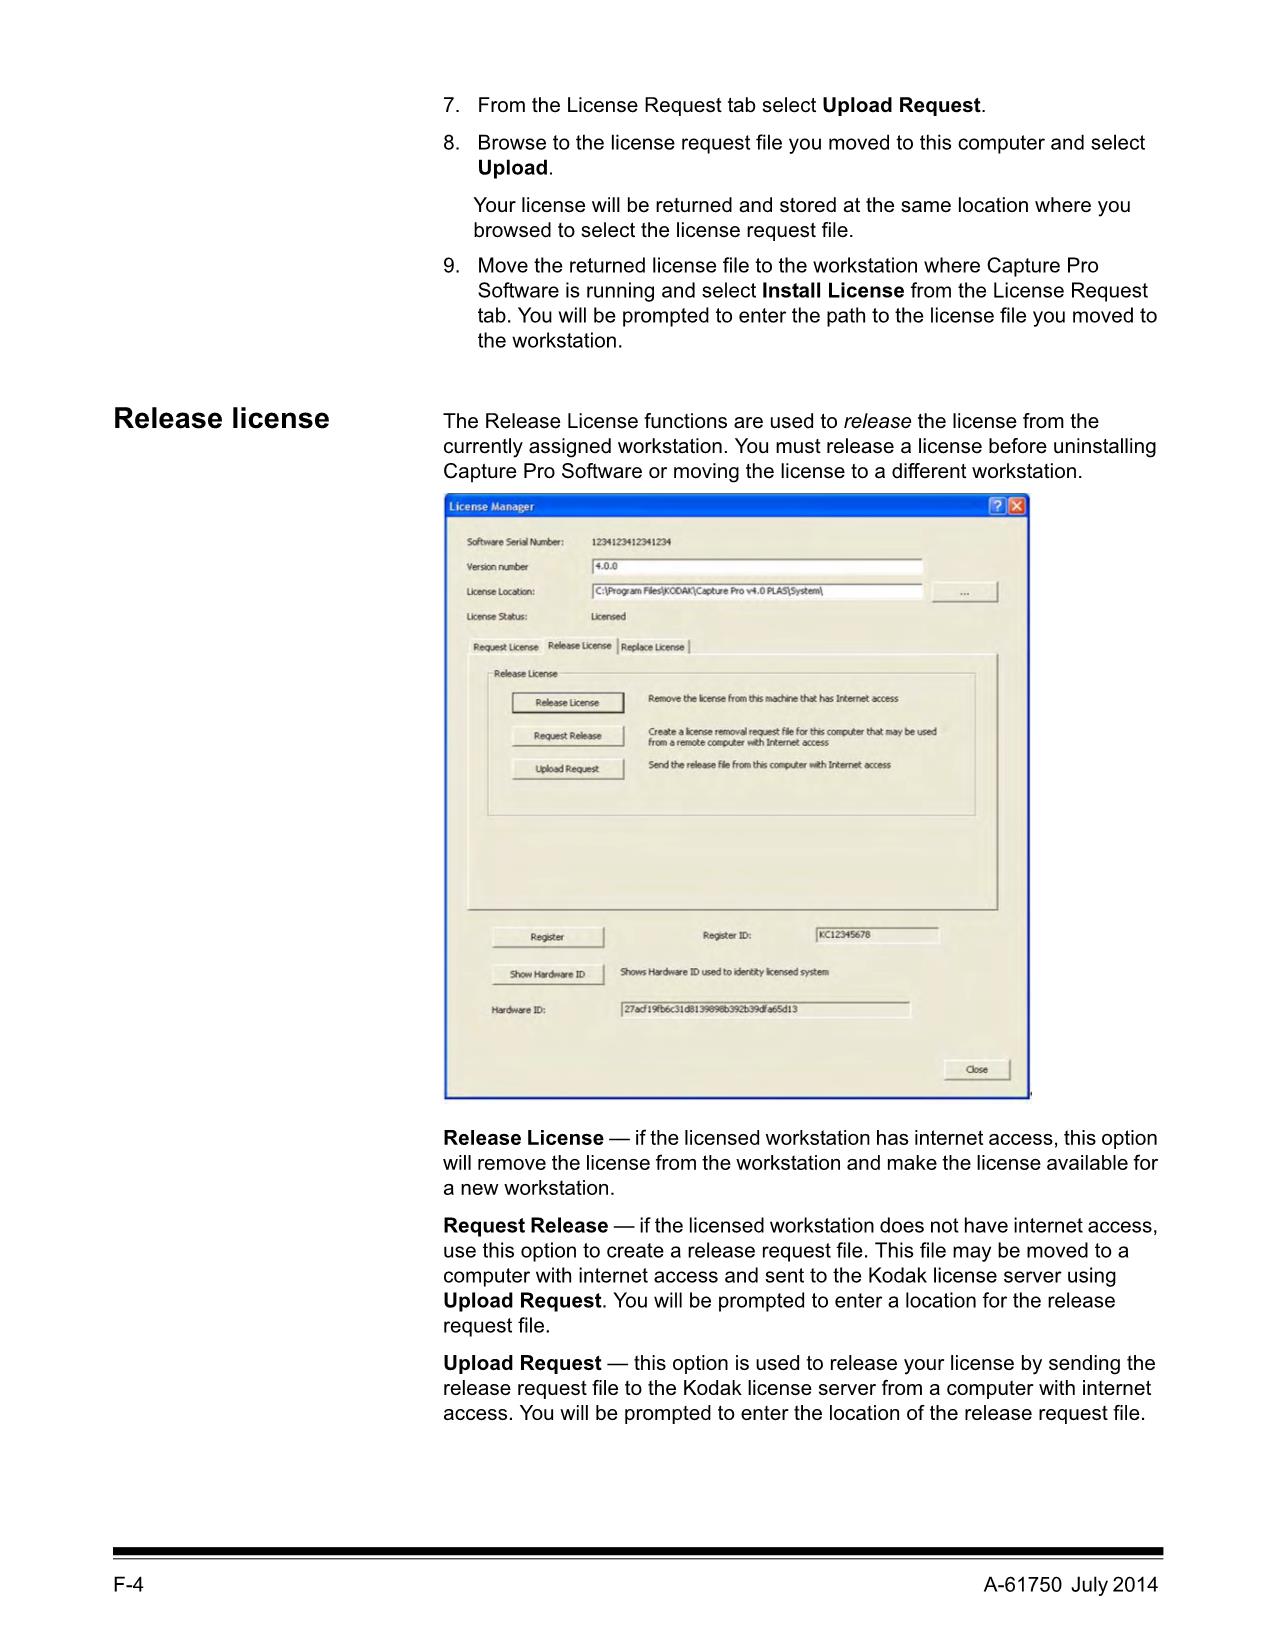 7. From the License Request tab select Upload Request.
8. Browse to the license request file you moved to this computer and select
Upload.
Your license will be returned and stored at the same location where you
browsed to select the license request file.
9. Move the returned license file to the workstation where Capture Pro
Software is running and select Install License from the License Request
tab. You will be prompted to enter the path to the license file you moved to
the workstation.
Release license
The Release License functions are used to release the license from the
currently assigned workstation. You must release a license before uninstalling
Capture Pro Software or moving the license to a different workstation.
License Manager
Software Serial Number: 1234123412341234
Version number 4.0.0
License Location: C:\Program Files\KODAK\Capture Pro v4.0 PLAS\System\ ...
License Status: Licensed
Request License Release License Replace License
Release License
Release License Remove the license from this machine that has Internet access
Request Release Create a license removal request file for this computer that may be used
from a remote computer with Internet access
Upload Request Send the release file from this computer with Internet access
Register Register ID: KC12345678
Show Hardware ID Shows Hardware ID used to identity licensed system
Hardware ID: 27acf19fb6c31d8139898b392b39dfa65d13
Close
Release License — if the licensed workstation has internet access, this option
will remove the license from the workstation and make the license available for
a new workstation.
Request Release — if the licensed workstation does not have internet access,
use this option to create a release request file. This file may be moved to a
computer with internet access and sent to the Kodak license server using
Upload Request. You will be prompted to enter a location for the release
request file.
Upload Request — this option is used to release your license by sending the
release request file to the Kodak license server from a computer with internet
access. You will be prompted to enter the location of the release request file.
F-4 A-61750 July 2014